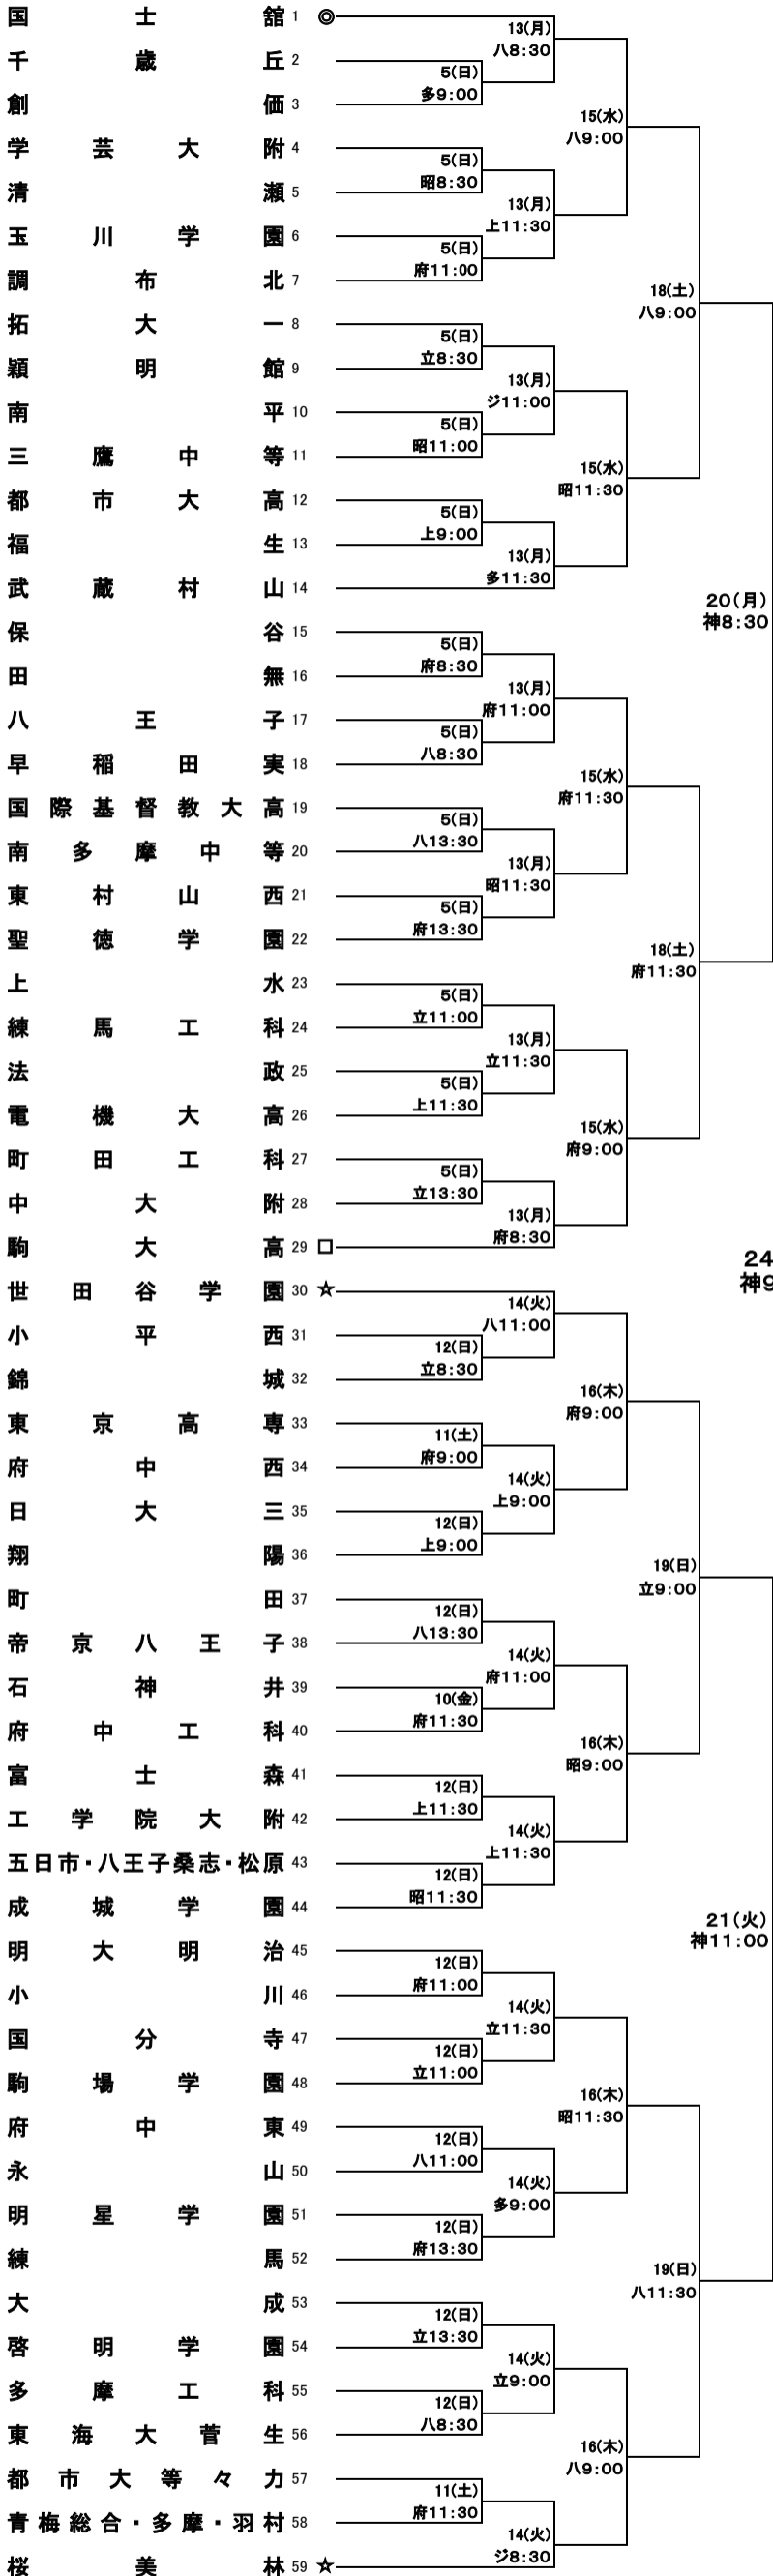 国士舘 1 ◎
千歳丘 2
創価 3
学芸大附 4
清瀬 5
玉川学園 6
調布北 7
拓大一 8
穎明館 9
南平 10
三鷹中等 11
都市大高 12
福生 13
武蔵村山 14
保谷 15
田無 16
八王子 17
早稲田実 18
国際基督教大高 19
南多摩中等 20
東村山西 21
聖徳学園 22
上水 23
練馬工科 24
法政 25
電機大高 26
町田工科 27
中大附 28
駒大高 29 □
世田谷学園 30 ☆
小平西 31
錦城 32
東京高専 33
府中西 34
日大三 35
翔陽 36
町田 37
帝京八王子 38
石神井 39
府中工科 40
富士森 41
工学院大附 42
五日市・八王子桑志・松原 43
成城学園 44
明大明治 45
小川 46
国分寺 47
駒場学園 48
府中東 49
永山 50
明星学園 51
練馬 52
大成 53
啓明学園 54
多摩工科 55
東海大菅生 56
都市大等々力 57
青梅総合・多摩・羽村 58
桜美林 59 ☆
5(日)
多9:00
5(日)
昭8:30
5(日)
府11:00
5(日)
立8:30
5(日)
昭11:00
5(日)
上9:00
5(日)
府8:30
5(日)
八8:30
5(日)
八13:30
5(日)
府13:30
5(日)
立11:00
5(日)
上11:30
5(日)
立13:30
12(日)
立8:30
11(土)
府9:00
12(日)
上9:00
12(日)
八13:30
10(金)
府11:30
12(日)
上11:30
12(日)
昭11:30
12(日)
府11:00
12(日)
立11:00
12(日)
八11:00
12(日)
府13:30
12(日)
立13:30
12(日)
八8:30
11(土)
府11:30
13(月)
八8:30
13(月)
上11:30
13(月)
ジ11:00
13(月)
多11:30
13(月)
府11:00
13(月)
昭11:30
13(月)
立11:30
13(月)
府8:30
14(火)
八11:00
14(火)
上9:00
14(火)
府11:00
14(火)
上11:30
14(火)
立11:30
14(火)
多9:00
14(火)
立9:00
14(火)
ジ8:30
15(水)
八9:00
15(水)
昭11:30
15(水)
府11:30
15(水)
府9:00
16(木)
府9:00
16(木)
昭9:00
16(木)
昭11:30
16(木)
八9:00
18(土)
八9:00
18(土)
府11:30
19(日)
立9:00
19(日)
八11:30
20(月)
神8:30
21(火)
神11:00
24
神9